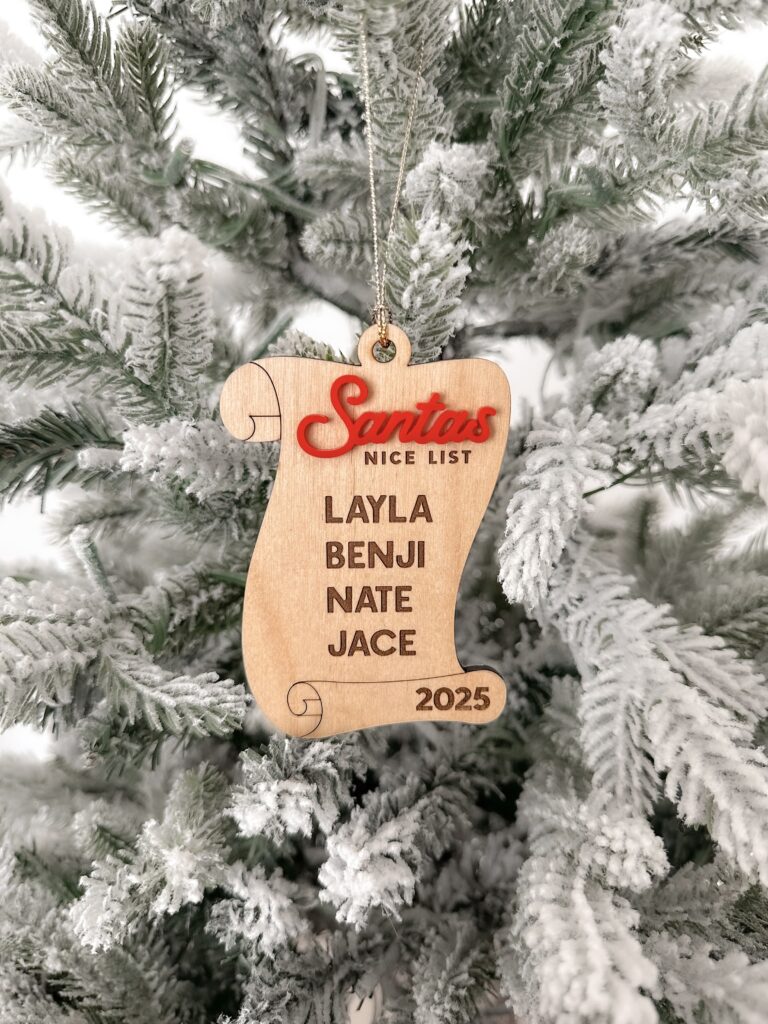 Santas
NICE LIST
LAYLA
BENJI
NATE
JACE
2025